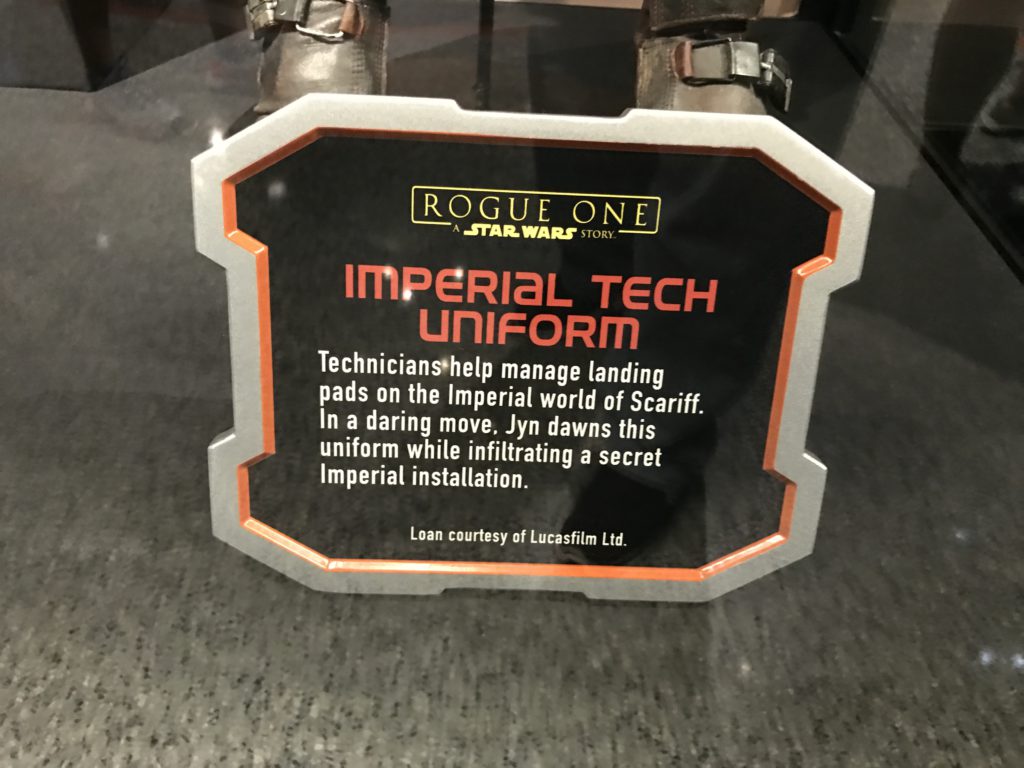 ROGUE ONE
A STAR WARS STORY
IMPERIAL TECH
UNIFORM
Technicians help manage landing
pads on the Imperial world of Scariff.
In a daring move, Jyn dawns this
uniform while infiltrating a secret
Imperial installation.
Loan courtesy of Lucasfilm Ltd.